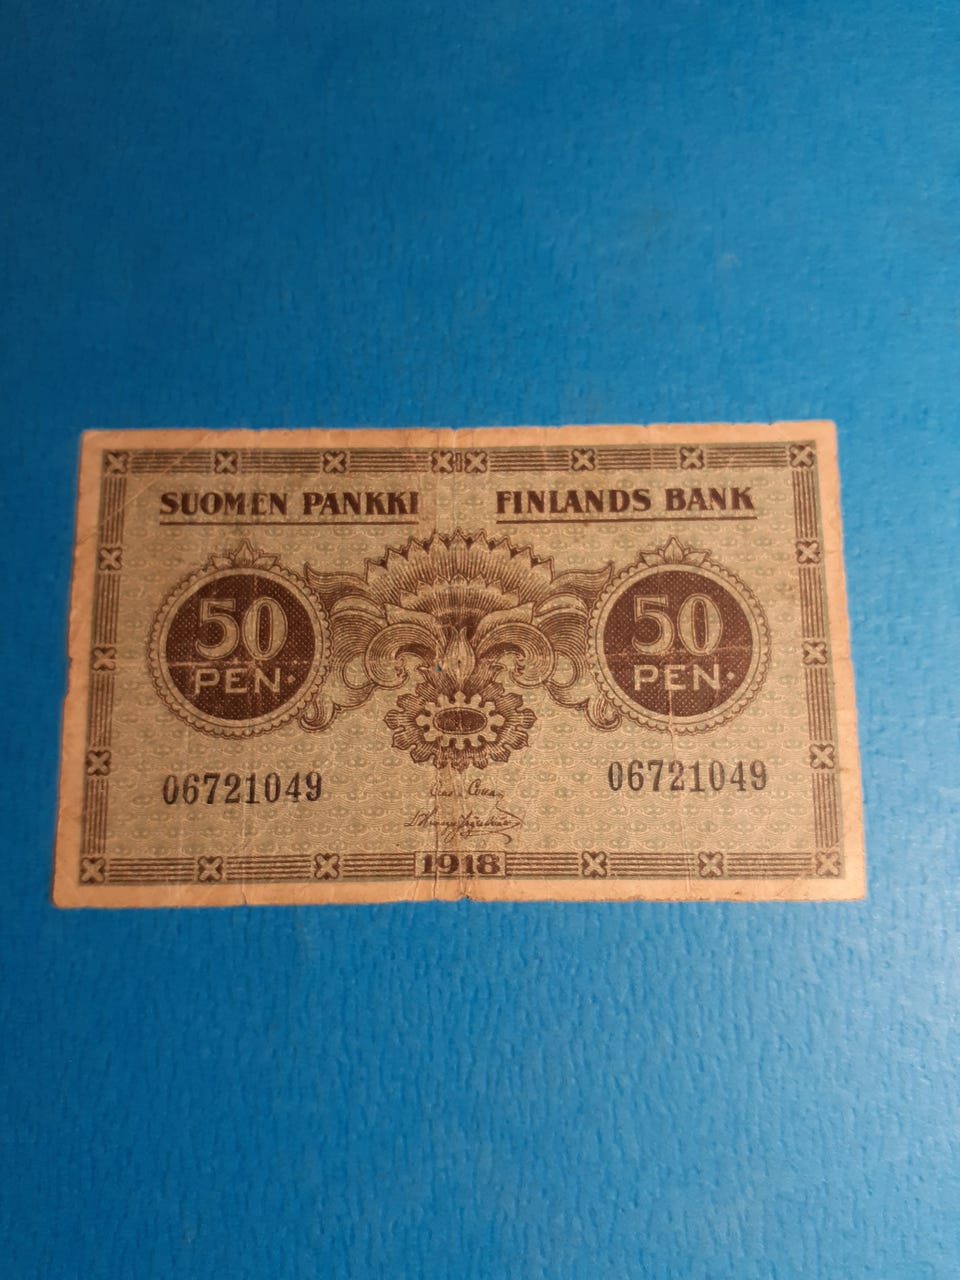 SUOMEN PANKKI FINLANDS BANK
50 50
PEN· PEN·
06721049 06721049
1918